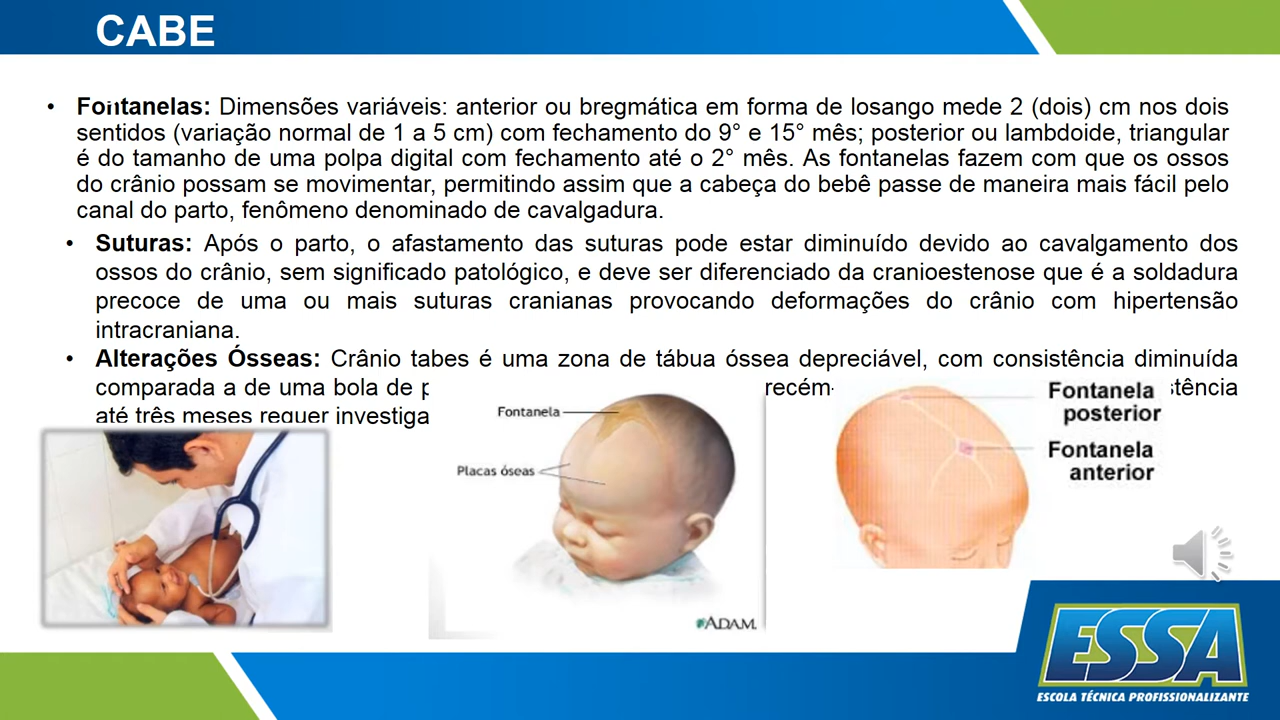 CABE
• Fontanelas: Dimensões variáveis: anterior ou bregmática em forma de losango mede 2 (dois) cm nos dois
sentidos (variação normal de 1 a 5 cm) com fechamento do 9° e 15° mês; posterior ou lambdoide, triangular
é do tamanho de uma polpa digital com fechamento até o 2° mês. As fontanelas fazem com que os ossos
do crânio possam se movimentar, permitindo assim que a cabeça do bebê passe de maneira mais fácil pelo
canal do parto, fenômeno denominado de cavalgadura.
• Suturas: Após o parto, o afastamento das suturas pode estar diminuído devido ao cavalgamento dos
ossos do crânio, sem significado patológico, e deve ser diferenciado da cranioestenose que é a soldadura
precoce de uma ou mais suturas cranianas provocando deformações do crânio com hipertensão
intracraniana.
• Alterações Ósseas: Crânio tabes é uma zona de tábua óssea depreciável, com consistência diminuída
comparada a de uma bola de recém-
até três meses requer
Fontanela
Placas óseas
ADAM.
Fontanela
posterior
Fontanela
anterior
ESSA
ESCOLA TÉCNICA PROFISSIONALIZANTE